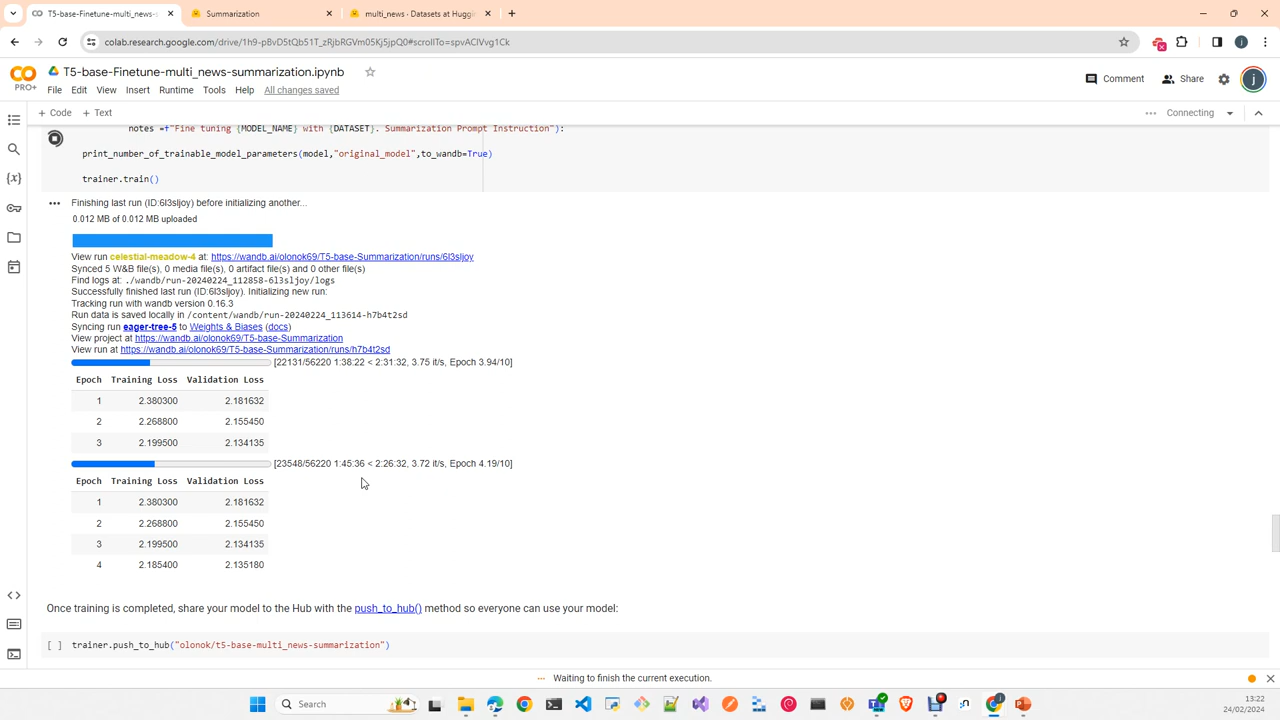 T5-base-Finetune-multi_news-s
Summarization
multi_news · Datasets at Huggi
colab.research.google.com/drive/1h9-pBvD5tQb51T_zRjbRGVm05Kj5jpQ0#scrollTo=spvAClVvg1Ck
CO
PRO+
T5-base-Finetune-multi_news-summarization.ipynb
Comment
Share
j
File Edit View Insert Runtime Tools Help All changes saved
+ Code + Text
Connecting
notes =f"Fine tuning {MODEL_NAME} with {DATASET}. Summarization Prompt Instruction"):
print_number_of_trainable_model_parameters(model,"original_model",to_wandb=True)
trainer.train()
Finishing last run (ID:6l3sljoy) before initializing another...
0.012 MB of 0.012 MB uploaded
View run celestial-meadow-4 at: https://wandb.ai/olonok69/T5-base-Summarization/runs/6l3sljoy
Synced 5 W&B file(s), 0 media file(s), 0 artifact file(s) and 0 other file(s)
Find logs at: ./wandb/run-20240224_112858-6l3sljoy/logs
Successfully finished last run (ID:6l3sljoy). Initializing new run:
Tracking run with wandb version 0.16.3
Run data is saved locally in /content/wandb/run-20240224_113614-h7b4t2sd
Syncing run eager-tree-5 to Weights & Biases (docs)
View project at https://wandb.ai/olonok69/T5-base-Summarization
View run at https://wandb.ai/olonok69/T5-base-Summarization/runs/h7b4t2sd
[22131/56220 1:38:22 < 2:31:32, 3.75 it/s, Epoch 3.94/10]
Epoch Training Loss Validation Loss
1 2.380300 2.181632
2 2.268800 2.155450
3 2.199500 2.134135
[23548/56220 1:45:36 < 2:26:32, 3.72 it/s, Epoch 4.19/10]
Epoch Training Loss Validation Loss
1 2.380300 2.181632
2 2.268800 2.155450
3 2.199500 2.134135
4 2.185400 2.135180
Once training is completed, share your model to the Hub with the push_to_hub() method so everyone can use your model:
[ ] trainer.push_to_hub("olonok/t5-base-multi_news-summarization")
Waiting to finish the current execution.
Search
13:22
24/02/2024